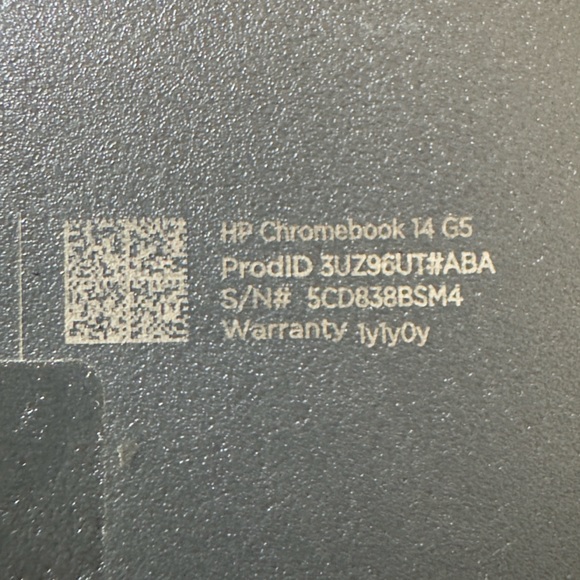 HP Chromebook 14 G5
ProdID 3UZ96UT#ABA
S/N# 5CD838BSM4
Warranty 1y1y0y